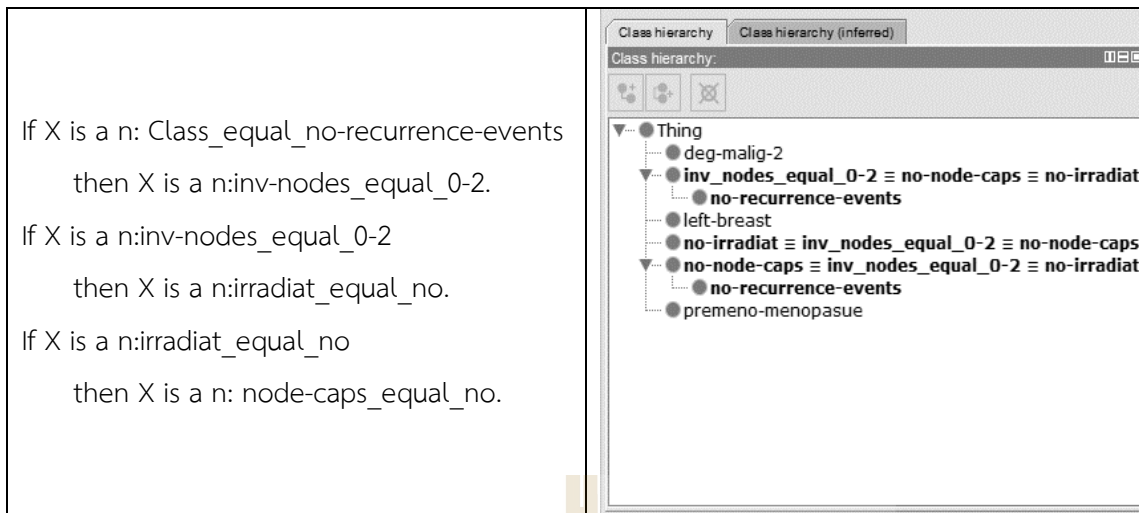 If X is a n: Class_equal_no-recurrence-events
then X is a n:inv-nodes_equal_0-2.
If X is a n:inv-nodes_equal_0-2
then X is a n:irradiat_equal_no.
If X is a n:irradiat_equal_no
then X is a n: node-caps_equal_no.
Class hierarchy
Class hierarchy (inferred)
Class hierarchy:
Thing
deg-malig-2
inv_nodes_equal_0-2 ≡ no-node-caps ≡ no-irradiat
no-recurrence-events
left-breast
no-irradiat ≡ inv_nodes_equal_0-2 ≡ no-node-caps
no-node-caps ≡ inv_nodes_equal_0-2 ≡ no-irradiat
no-recurrence-events
premeno-menopasue